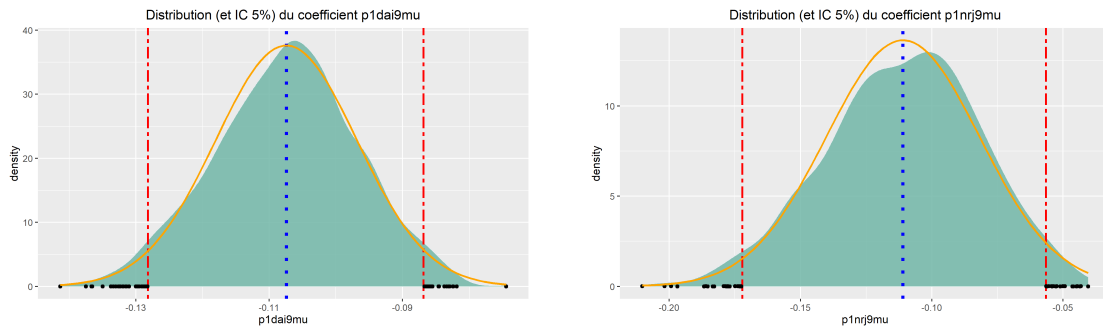 Distribution (et IC 5%) du coefficient p1dai9mu
density
40
30
20
10
0
-0.13
-0.11
-0.09
p1dai9mu
Distribution (et IC 5%) du coefficient p1nrj9mu
density
10
5
0
-0.20
-0.15
-0.10
-0.05
p1nrj9mu